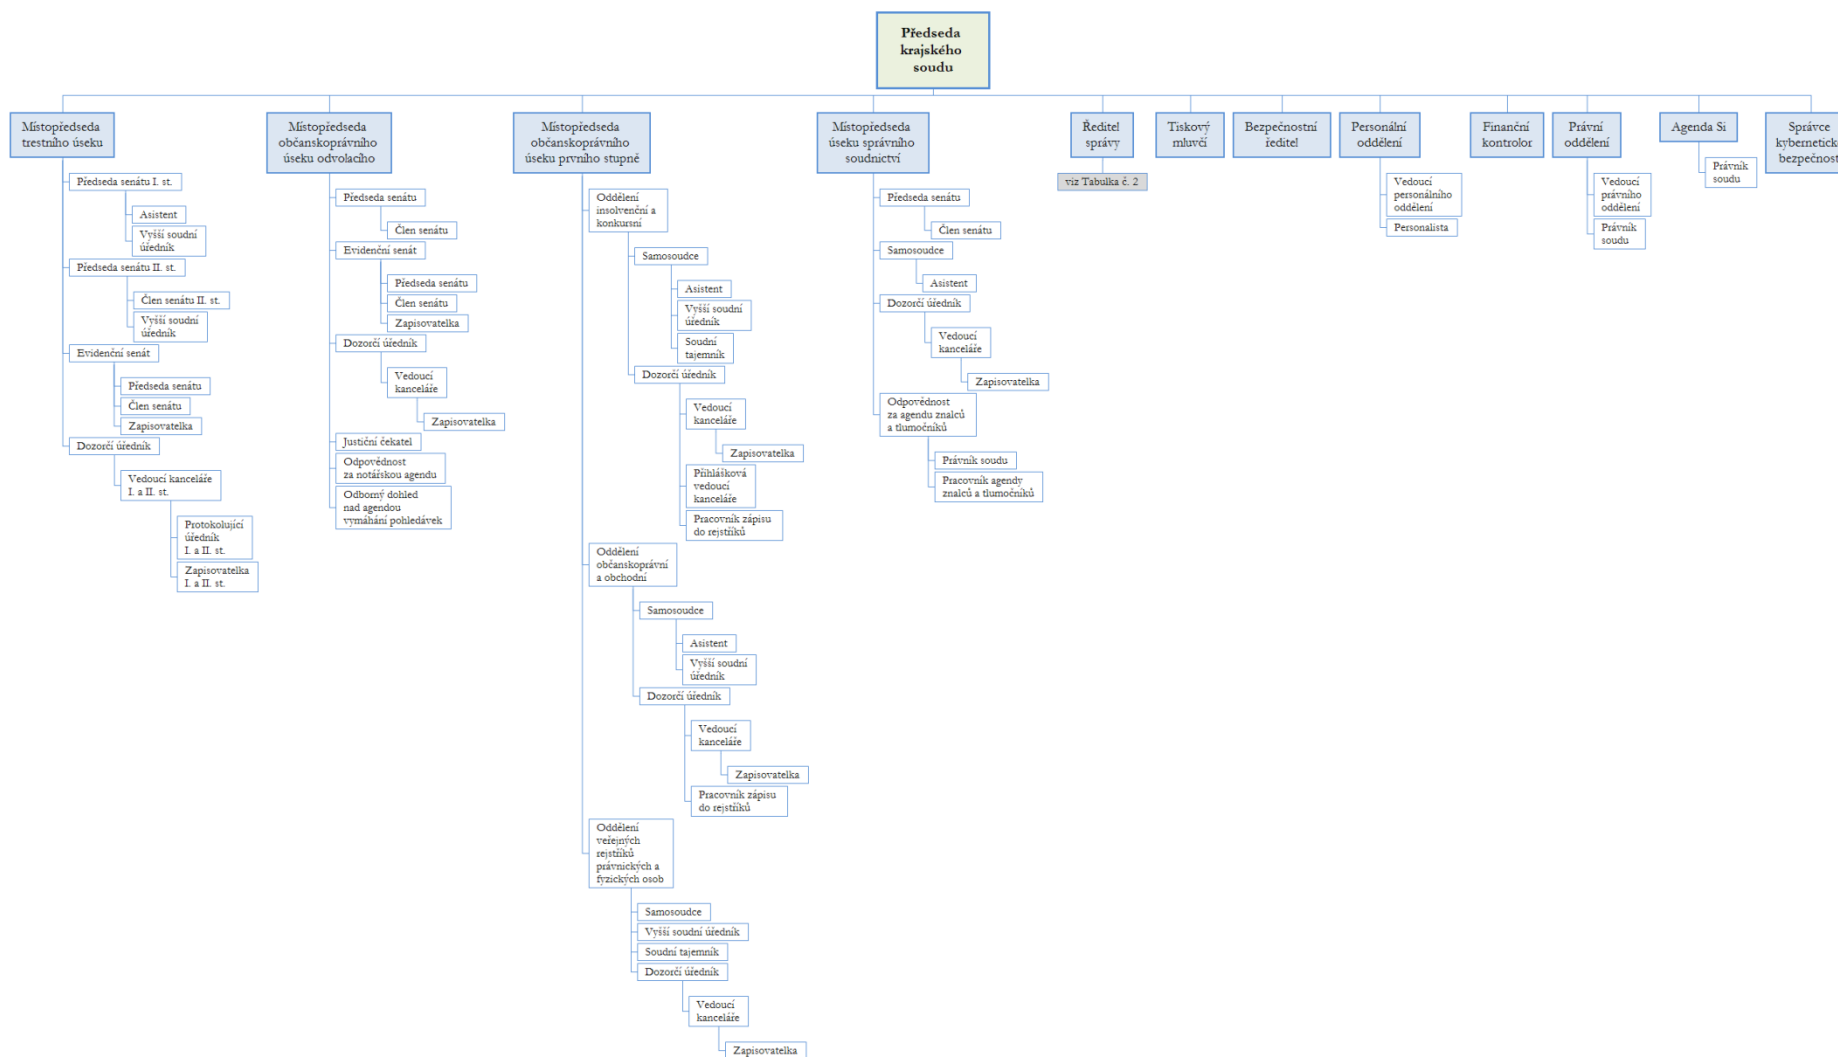 Předseda
krajského
soudu
Místopředseda
trestního úseku
Předseda senátu I. st.
Asistent
Vyšší soudní
úředník
Předseda senátu II. st.
Člen senátu II. st.
Vyšší soudní
úředník
Evidenční senát
Předseda senátu
Člen senátu
Zapisovatelka
Dozorčí úředník
Vedoucí kanceláře
I. a II. st.
Protokolující
úředník
I. a II. st.
Zapisovatelka
I. a II. st.
Místopředseda
občanskoprávního
úseku odvolacího
Předseda senátu
Člen senátu
Evidenční senát
Předseda senátu
Člen senátu
Zapisovatelka
Dozorčí úředník
Vedoucí
kanceláře
Zapisovatelka
Justiční čekatel
Odpovědnost
za notářskou agendu
Odborný dohled
nad agendou
vymáhání pohledávek
Místopředseda
občanskoprávního
úseku prvního stupně
Oddělení
insolvenční a
konkursní
Samosoudce
Asistent
Vyšší soudní
úředník
Soudní
tajemník
Dozorčí úředník
Vedoucí
kanceláře
Zapisovatelka
Přihlášková
vedoucí
kanceláře
Pracovník zápisu
do rejstříků
Oddělení
občanskoprávní
a obchodní
Samosoudce
Asistent
Vyšší soudní
úředník
Dozorčí úředník
Vedoucí
kanceláře
Zapisovatelka
Pracovník zápisu
do rejstříků
Oddělení
veřejných
rejstříků
právnických a
fyzických osob
Samosoudce
Vyšší soudní úředník
Soudní tajemník
Dozorčí úředník
Vedoucí
kanceláře
Zapisovatelka
Místopředseda
úseku správního
soudnictví
Předseda senátu
Člen senátu
Samosoudce
Asistent
Dozorčí úředník
Vedoucí
kanceláře
Zapisovatelka
Odpovědnost
za agendu znalců
a tlumočníků
Právník soudu
Pracovník agendy
znalců a tlumočníků
Ředitel
správy
viz Tabulka č. 2
Tiskový
mluvčí
Bezpečnostní
ředitel
Personální
oddělení
Vedoucí
personálního
oddělení
Personalista
Finanční
kontrolor
Právní
oddělení
Vedoucí
právního
oddělení
Právník
soudu
Agenda Si
Právník
soudu
Správce
kybernetick
bezpečnost